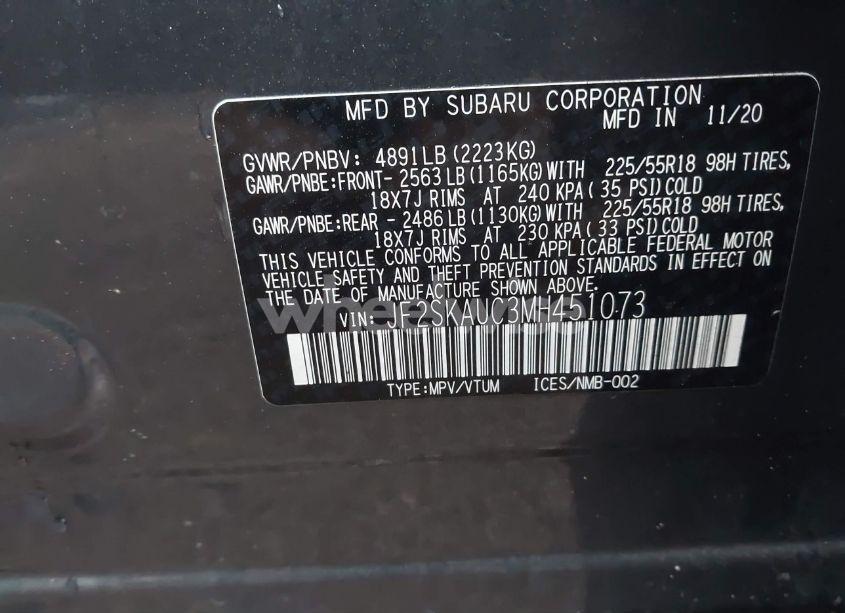 MFD BY SUBARU CORPORATION
MFD IN 11/20
GVWR/PNBV: 4891LB(2223KG)
GAWR/PNBE:FRONT- 2563LB(1165KG)WITH 225/55R18 98H TIRES,
18X7J RIMS AT 240 KPA( 35 PSI)COLD
GAWR/PNBE:REAR - 2486LB(1130KG)WITH 225/55R18 98H TIRES,
18X7J RIMS AT 230 KPA( 33 PSI)COLD
THIS VEHICLE CONFORMS TO ALL APPLICABLE FEDERAL MOTOR
VEHICLE SAFETY AND THEFT PREVENTION STANDARDS IN EFFECT ON
THE DATE OF MANUFACTURE SHOWN ABOVE.
VIN: JF2SKAUC3MH451073
TYPE:MPV/VTUM ICES/NMB-002